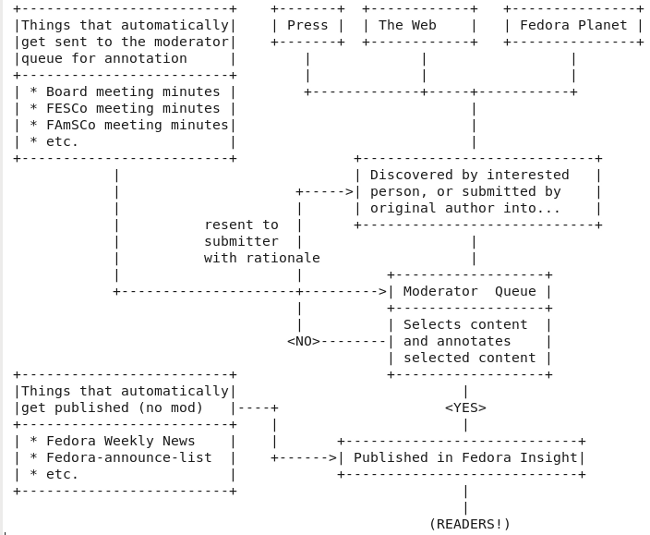 Things that automatically
get sent to the moderator
queue for annotation
* Board meeting minutes
* FESCo meeting minutes
* FAmSCo meeting minutes
* etc.
Press
The Web
Fedora Planet
Discovered by interested
person, or submitted by
original author into...
resent to
submitter
with rationale
Moderator  Queue
Selects content
and annotates
selected content
<NO>
<YES>
Things that automatically
get published (no mod)
* Fedora Weekly News
* Fedora-announce-list
* etc.
Published in Fedora Insight
(READERS!)